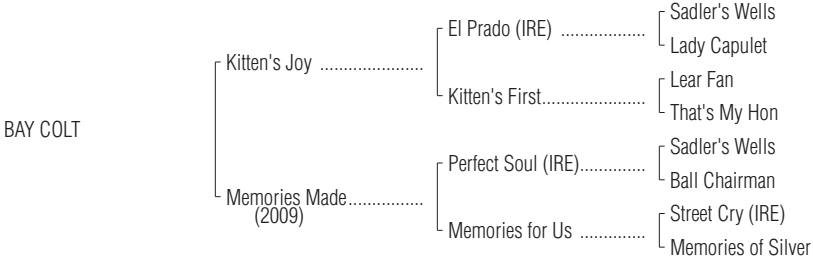 Sadler's Wells
El Prado (IRE) ..................
Lady Capulet
Kitten's Joy ......................
Lear Fan
Kitten's First......................
That's My Hon
BAY COLT
Sadler's Wells
Perfect Soul (IRE)..............
Ball Chairman
Memories Made................
(2009)
Street Cry (IRE)
Memories for Us ..............
Memories of Silver